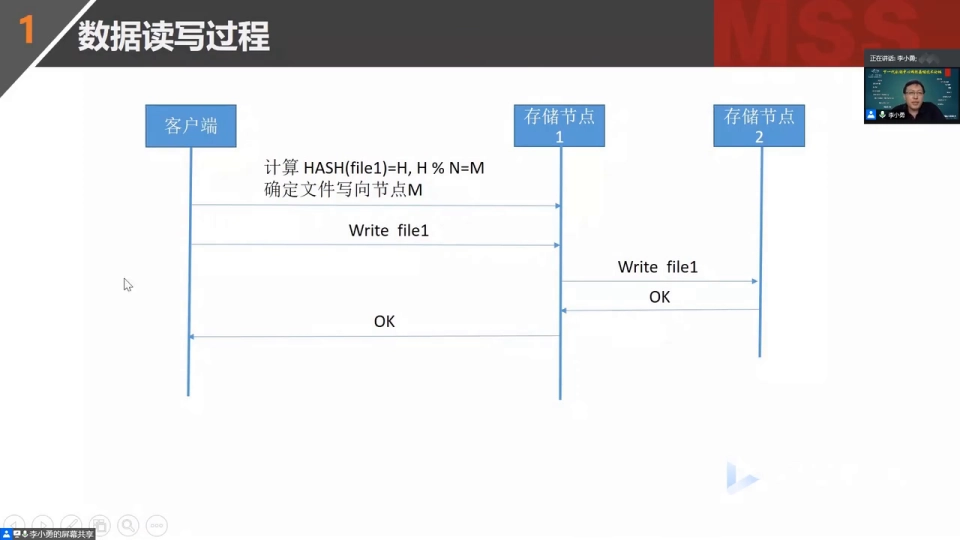 1
数据读写过程
MSS
正在讲话: 李小勇;
李小勇
客户端
存储节点
1
存储节点
2
计算 HASH(file1)=H, H % N=M
确定文件写向节点M
Write file1
Write file1
OK
OK
李小勇的屏幕共享